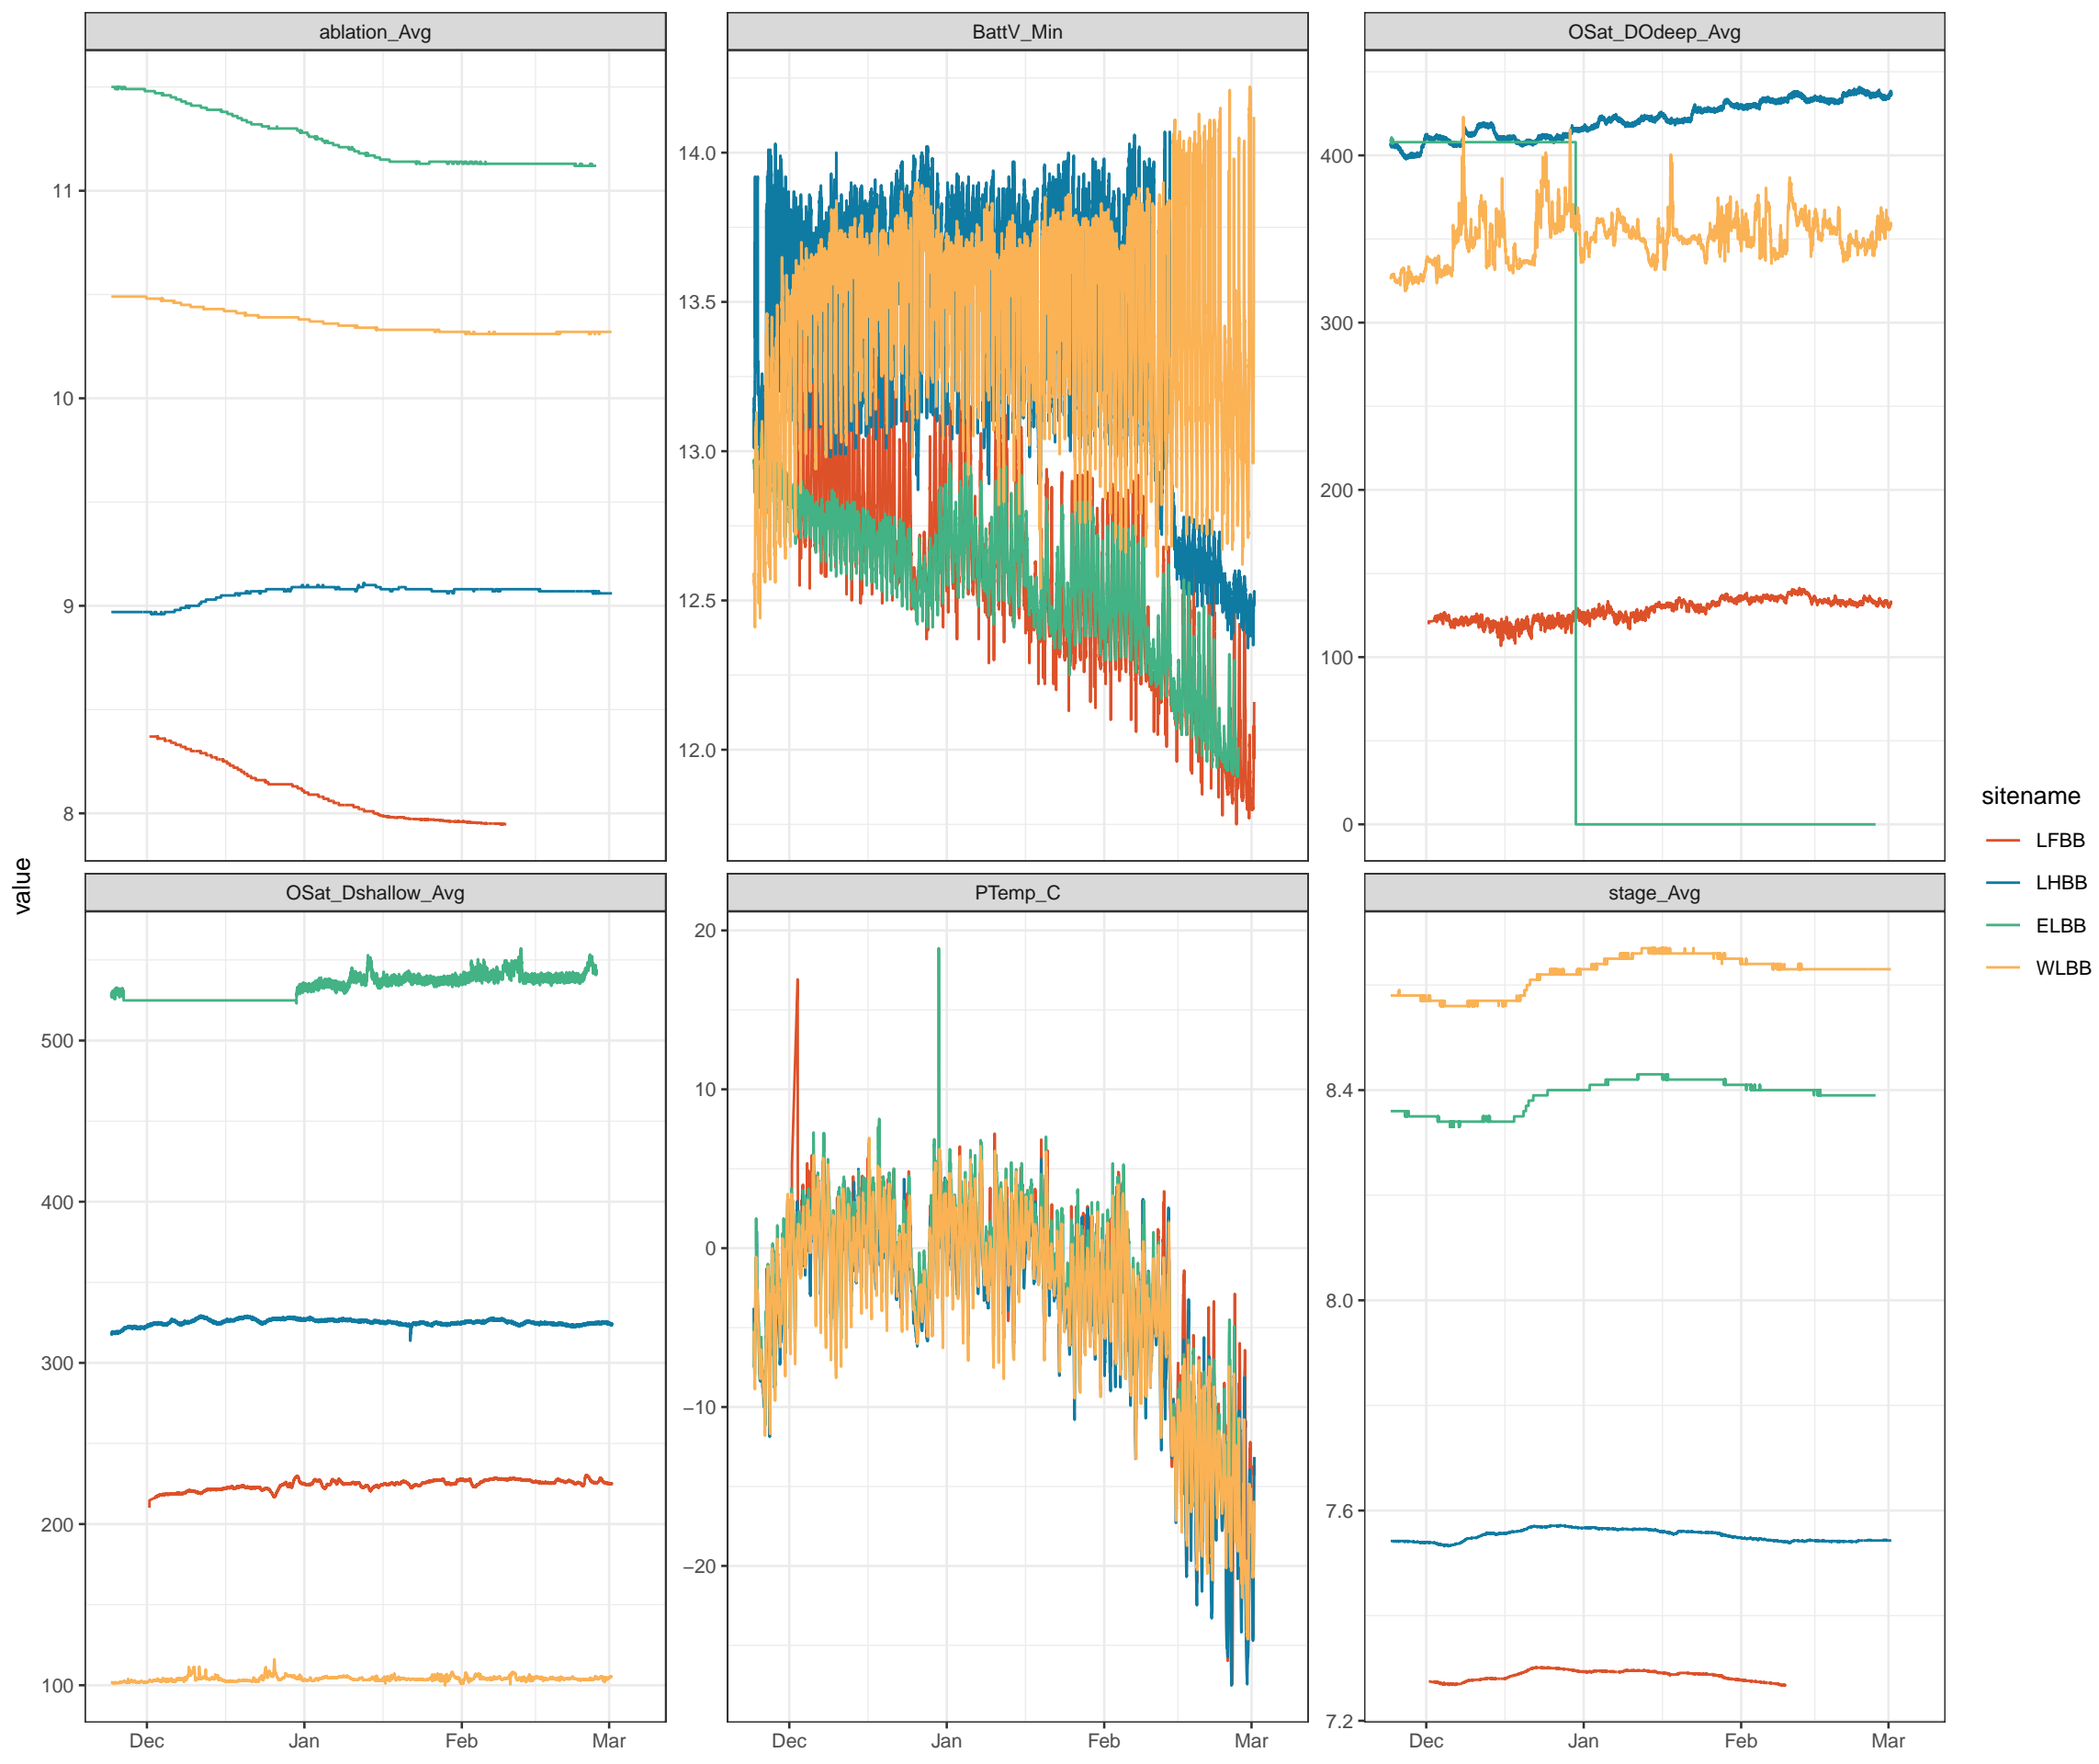 ablation_Avg
BattV_Min
OSat_DOdeep_Avg
11
10
9
8
14.0
13.5
13.0
12.5
12.0
400
300
200
100
0
value
OSat_Dshallow_Avg
PTemp_C
stage_Avg
500
400
300
200
100
20
10
0
−10
−20
8.4
8.0
7.6
7.2
Dec Jan Feb Mar
Dec Jan Feb Mar
Dec Jan Feb Mar
sitename
LFBB
LHBB
ELBB
WLBB